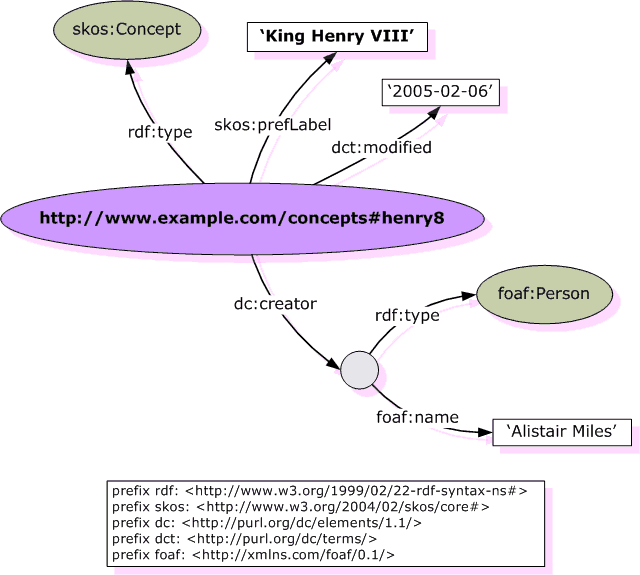 skos:Concept
‘King Henry VIII’
‘2005-02-06’
skos:prefLabel
rdf:type
dct:modified
http://www.example.com/concepts#henry8
dc:creator
foaf:Person
rdf:type
foaf:name
‘Alistair Miles’
prefix rdf: <http://www.w3.org/1999/02/22-rdf-syntax-ns#>
prefix skos: <http://www.w3.org/2004/02/skos/core#>
prefix dc: <http://purl.org/dc/elements/1.1/>
prefix dct: <http://purl.org/dc/terms/>
prefix foaf: <http://xmlns.com/foaf/0.1/>